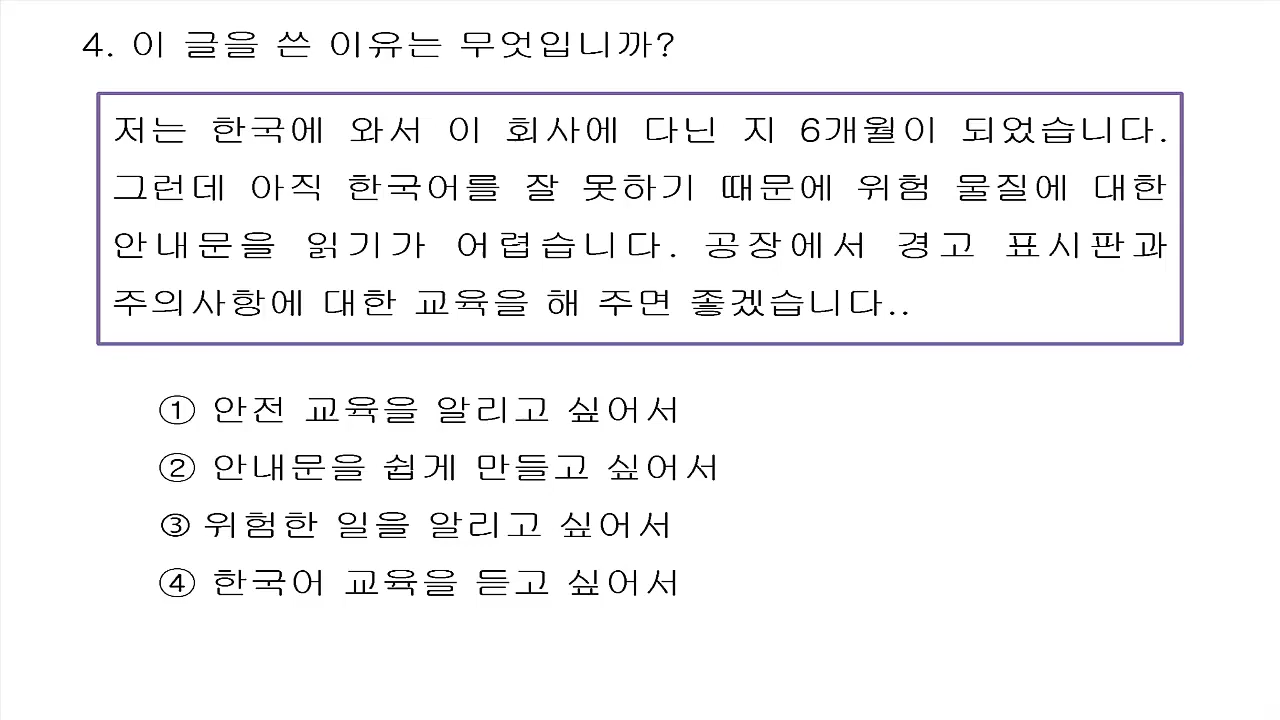 4. 이 글을 쓴 이유는 무엇입니까?
저는 한국에 와서 이 회사에 다닌 지 6개월이 되었습니다.
그런데 아직 한국어를 잘 못하기 때문에 위험 물질에 대한
안내문을 읽기가 어렵습니다. 공장에서 경고 표시판과
주의사항에 대한 교육을 해 주면 좋겠습니다..
① 안전 교육을 알리고 싶어서
② 안내문을 쉽게 만들고 싶어서
③ 위험한 일을 알리고 싶어서
④ 한국어 교육을 듣고 싶어서